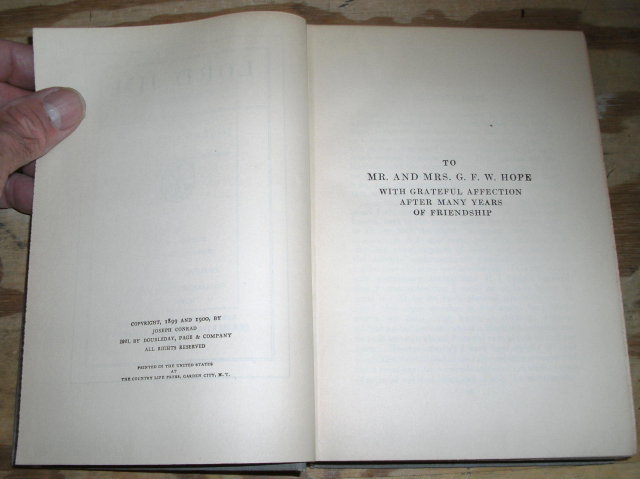 COPYRIGHT, 1899 AND 1900, BY
JOSEPH CONRAD
1901, BY DOUBLEDAY, PAGE & COMPANY
ALL RIGHTS RESERVED
PRINTED IN THE UNITED STATES
AT
THE COUNTRY LIFE PRESS, GARDEN CITY, N. Y.
TO
MR. AND MRS. G. F. W. HOPE
WITH GRATEFUL AFFECTION
AFTER MANY YEARS
OF FRIENDSHIP